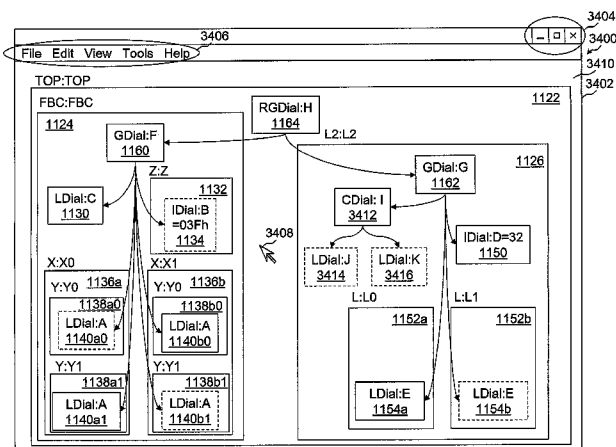 3406
3404
3400
File Edit View Tools Help
3410
3402
TOP:TOP
1122
FBC:FBC
RGDial:H
1164
L2:L2
1124
GDial:F
1160
1126
GDial:G
1162
Z:Z
1132
LDial:C
1130
IDial:B
=03Fh
1134
CDial: I
3412
3408
IDial:D=32
1150
LDial:J
3414
LDial:K
3416
X:X0
1136a
X:X1
1136b
Y:Y0
1138a0
LDial:A
1140a0
Y:Y0
1138b0
LDial:A
1140b0
L:L0
1152a
L:L1
1152b
Y:Y1
1138a1
LDial:A
1140a1
Y:Y1
1138b1
LDial:A
1140b1
LDial:E
1154a
LDial:E
1154b